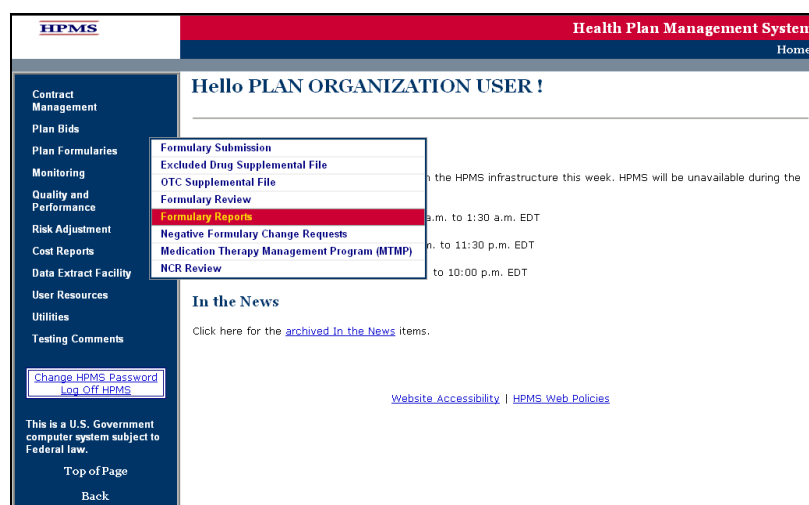 HPMS
Health Plan Management System
Home
Contract
Management
Plan Bids
Plan Formularies
Monitoring
Quality and
Performance
Risk Adjustment
Cost Reports
Data Extract Facility
User Resources
Utilities
Testing Comments
Change HPMS Password
Log Off HPMS
This is a U.S. Government
computer system subject to
Federal law.
Top of Page
Back
Formulary Submission
Excluded Drug Supplemental File
OTC Supplemental File
Formulary Review
Formulary Reports
Negative Formulary Change Requests
Medication Therapy Management Program (MTMP)
NCR Review
Hello PLAN ORGANIZATION USER !
the HPMS infrastructure this week. HPMS will be unavailable during the
a.m. to 1:30 a.m. EDT
to 11:30 p.m. EDT
to 10:00 p.m. EDT
In the News
Click here for the archived In the News items.
Website Accessibility | HPMS Web Policies